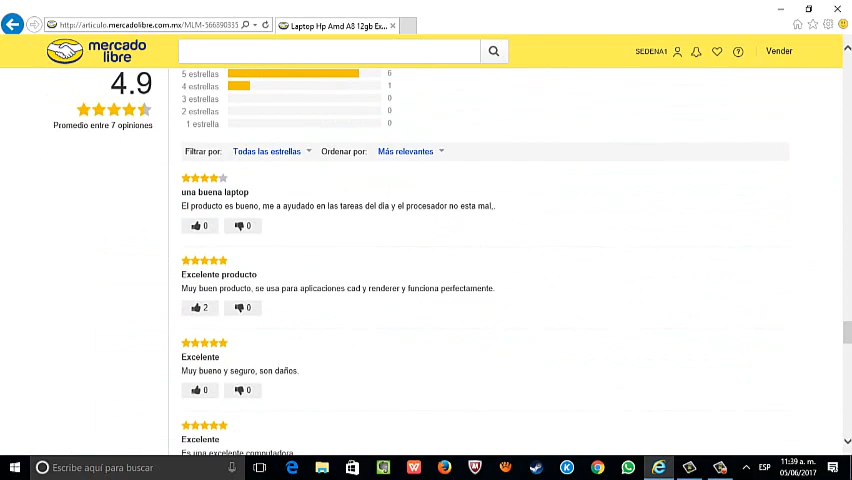 http://articulo.mercadolibre.com.mx/MLM-566890335
Laptop Hp Amd A8 12gb Ex...
mercado
libre
SEDENA1
Vender
4.9
Promedio entre 7 opiniones
5 estrellas 6
4 estrellas 1
3 estrellas 0
2 estrellas 0
1 estrella 0
Filtrar por: Todas las estrellas Ordenar por: Más relevantes
una buena laptop
El producto es bueno, me a ayudado en las tareas del dia y el procesador no esta mal,.
0 0
Excelente producto
Muy buen producto, se usa para aplicaciones cad y renderer y funciona perfectamente.
2 0
Excelente
Muy bueno y seguro, son daños.
0 0
Excelente
Es una excelente computadora
Escribe aquí para buscar
ESP
11:39 a. m.
05/06/2017